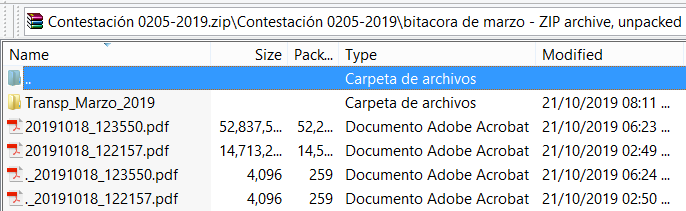 Contestación 0205-2019.zip\Contestación 0205-2019\bitacora de marzo - ZIP archive, unpacked
Name Size Pack... Type Modified
.. Carpeta de archivos
Transp_Marzo_2019 Carpeta de archivos 21/10/2019 08:11 ...
20191018_123550.pdf 52,837,5... 52,2... Documento Adobe Acrobat 21/10/2019 06:23 ...
20191018_122157.pdf 14,713,2... 14,5... Documento Adobe Acrobat 21/10/2019 02:49 ...
._20191018_123550.pdf 4,096 259 Documento Adobe Acrobat 21/10/2019 06:24 ...
._20191018_122157.pdf 4,096 259 Documento Adobe Acrobat 21/10/2019 02:50 ...